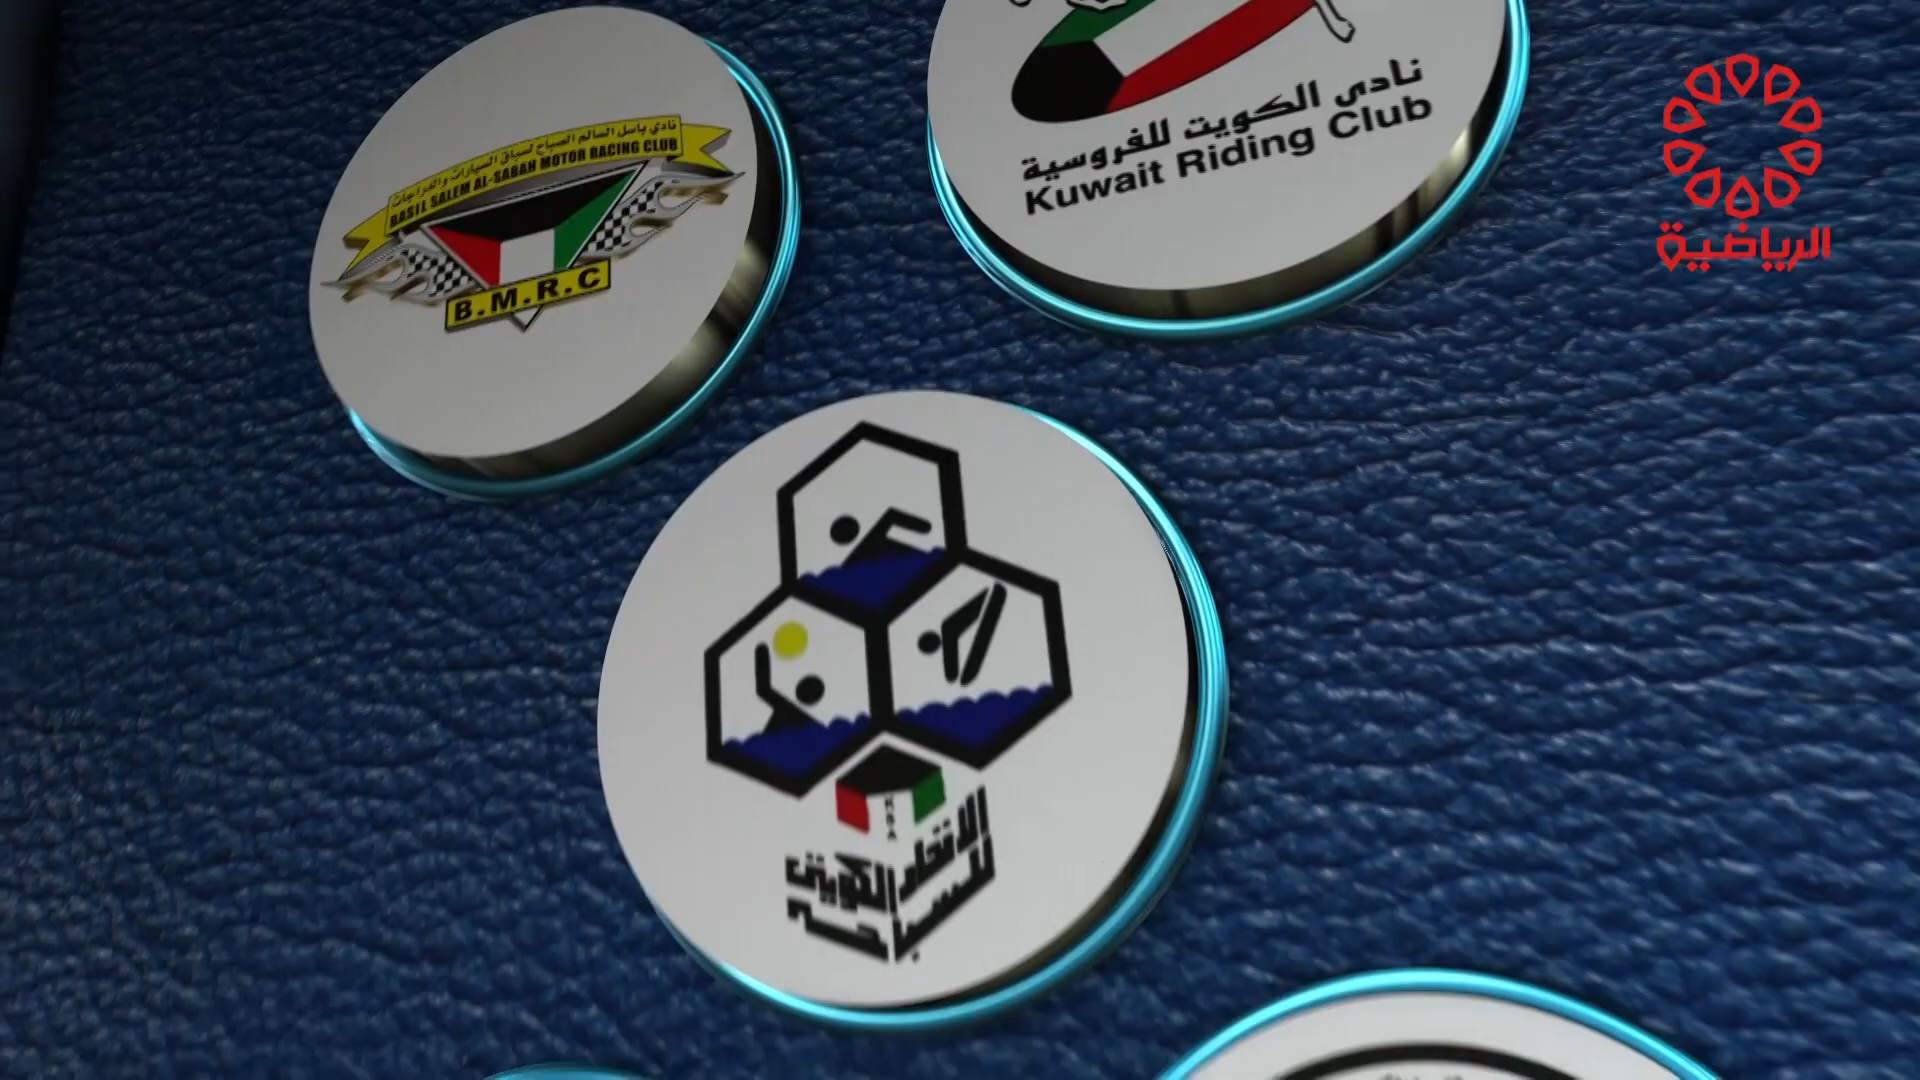 نادي باسل السالم الصباح لسباق السيارات والدراجات
BASIL SALEM AL-SABAH MOTOR RACING CLUB
B.M.R.C
نادي الكويت للفروسية
Kuwait Riding Club
الرياضية
الاتحاد الكويتي
للسباحة